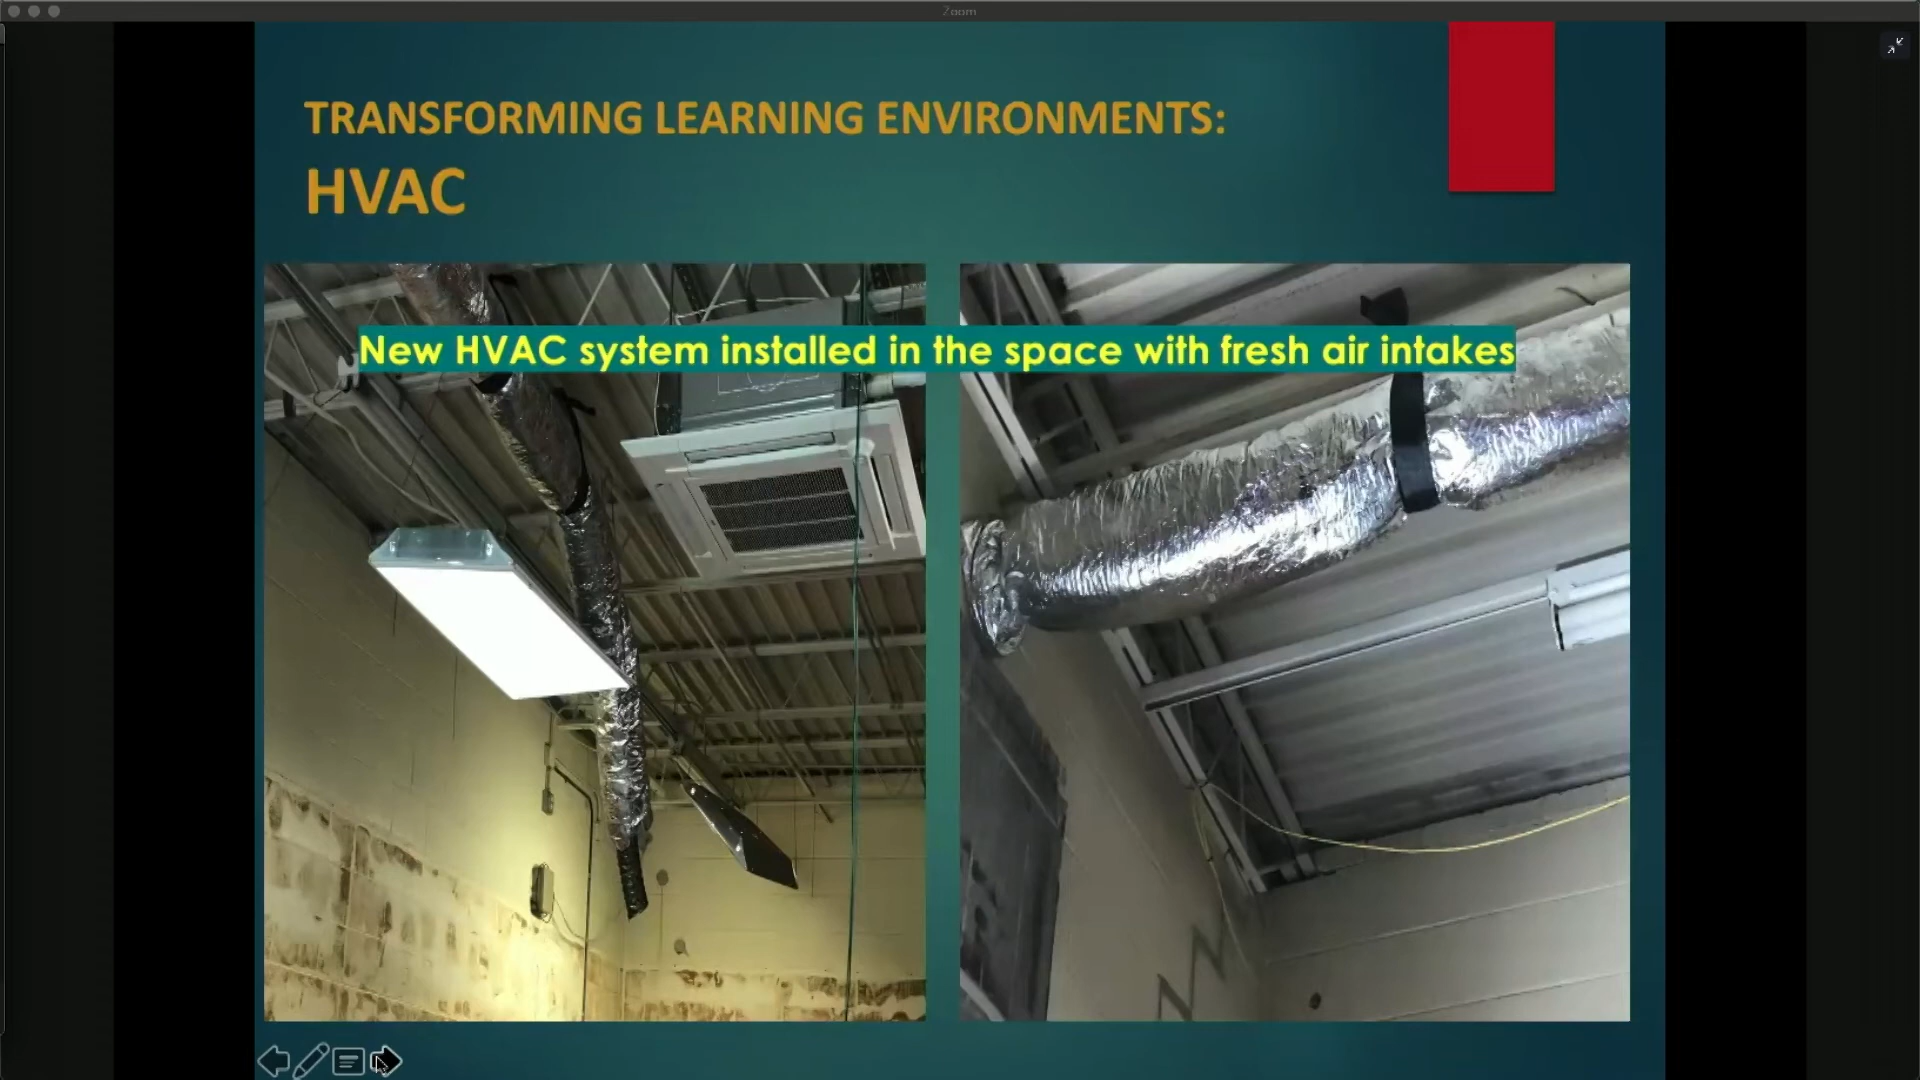 Zoom
TRANSFORMING LEARNING ENVIRONMENTS:
HVAC
New HVAC system installed in the space with fresh air intakes